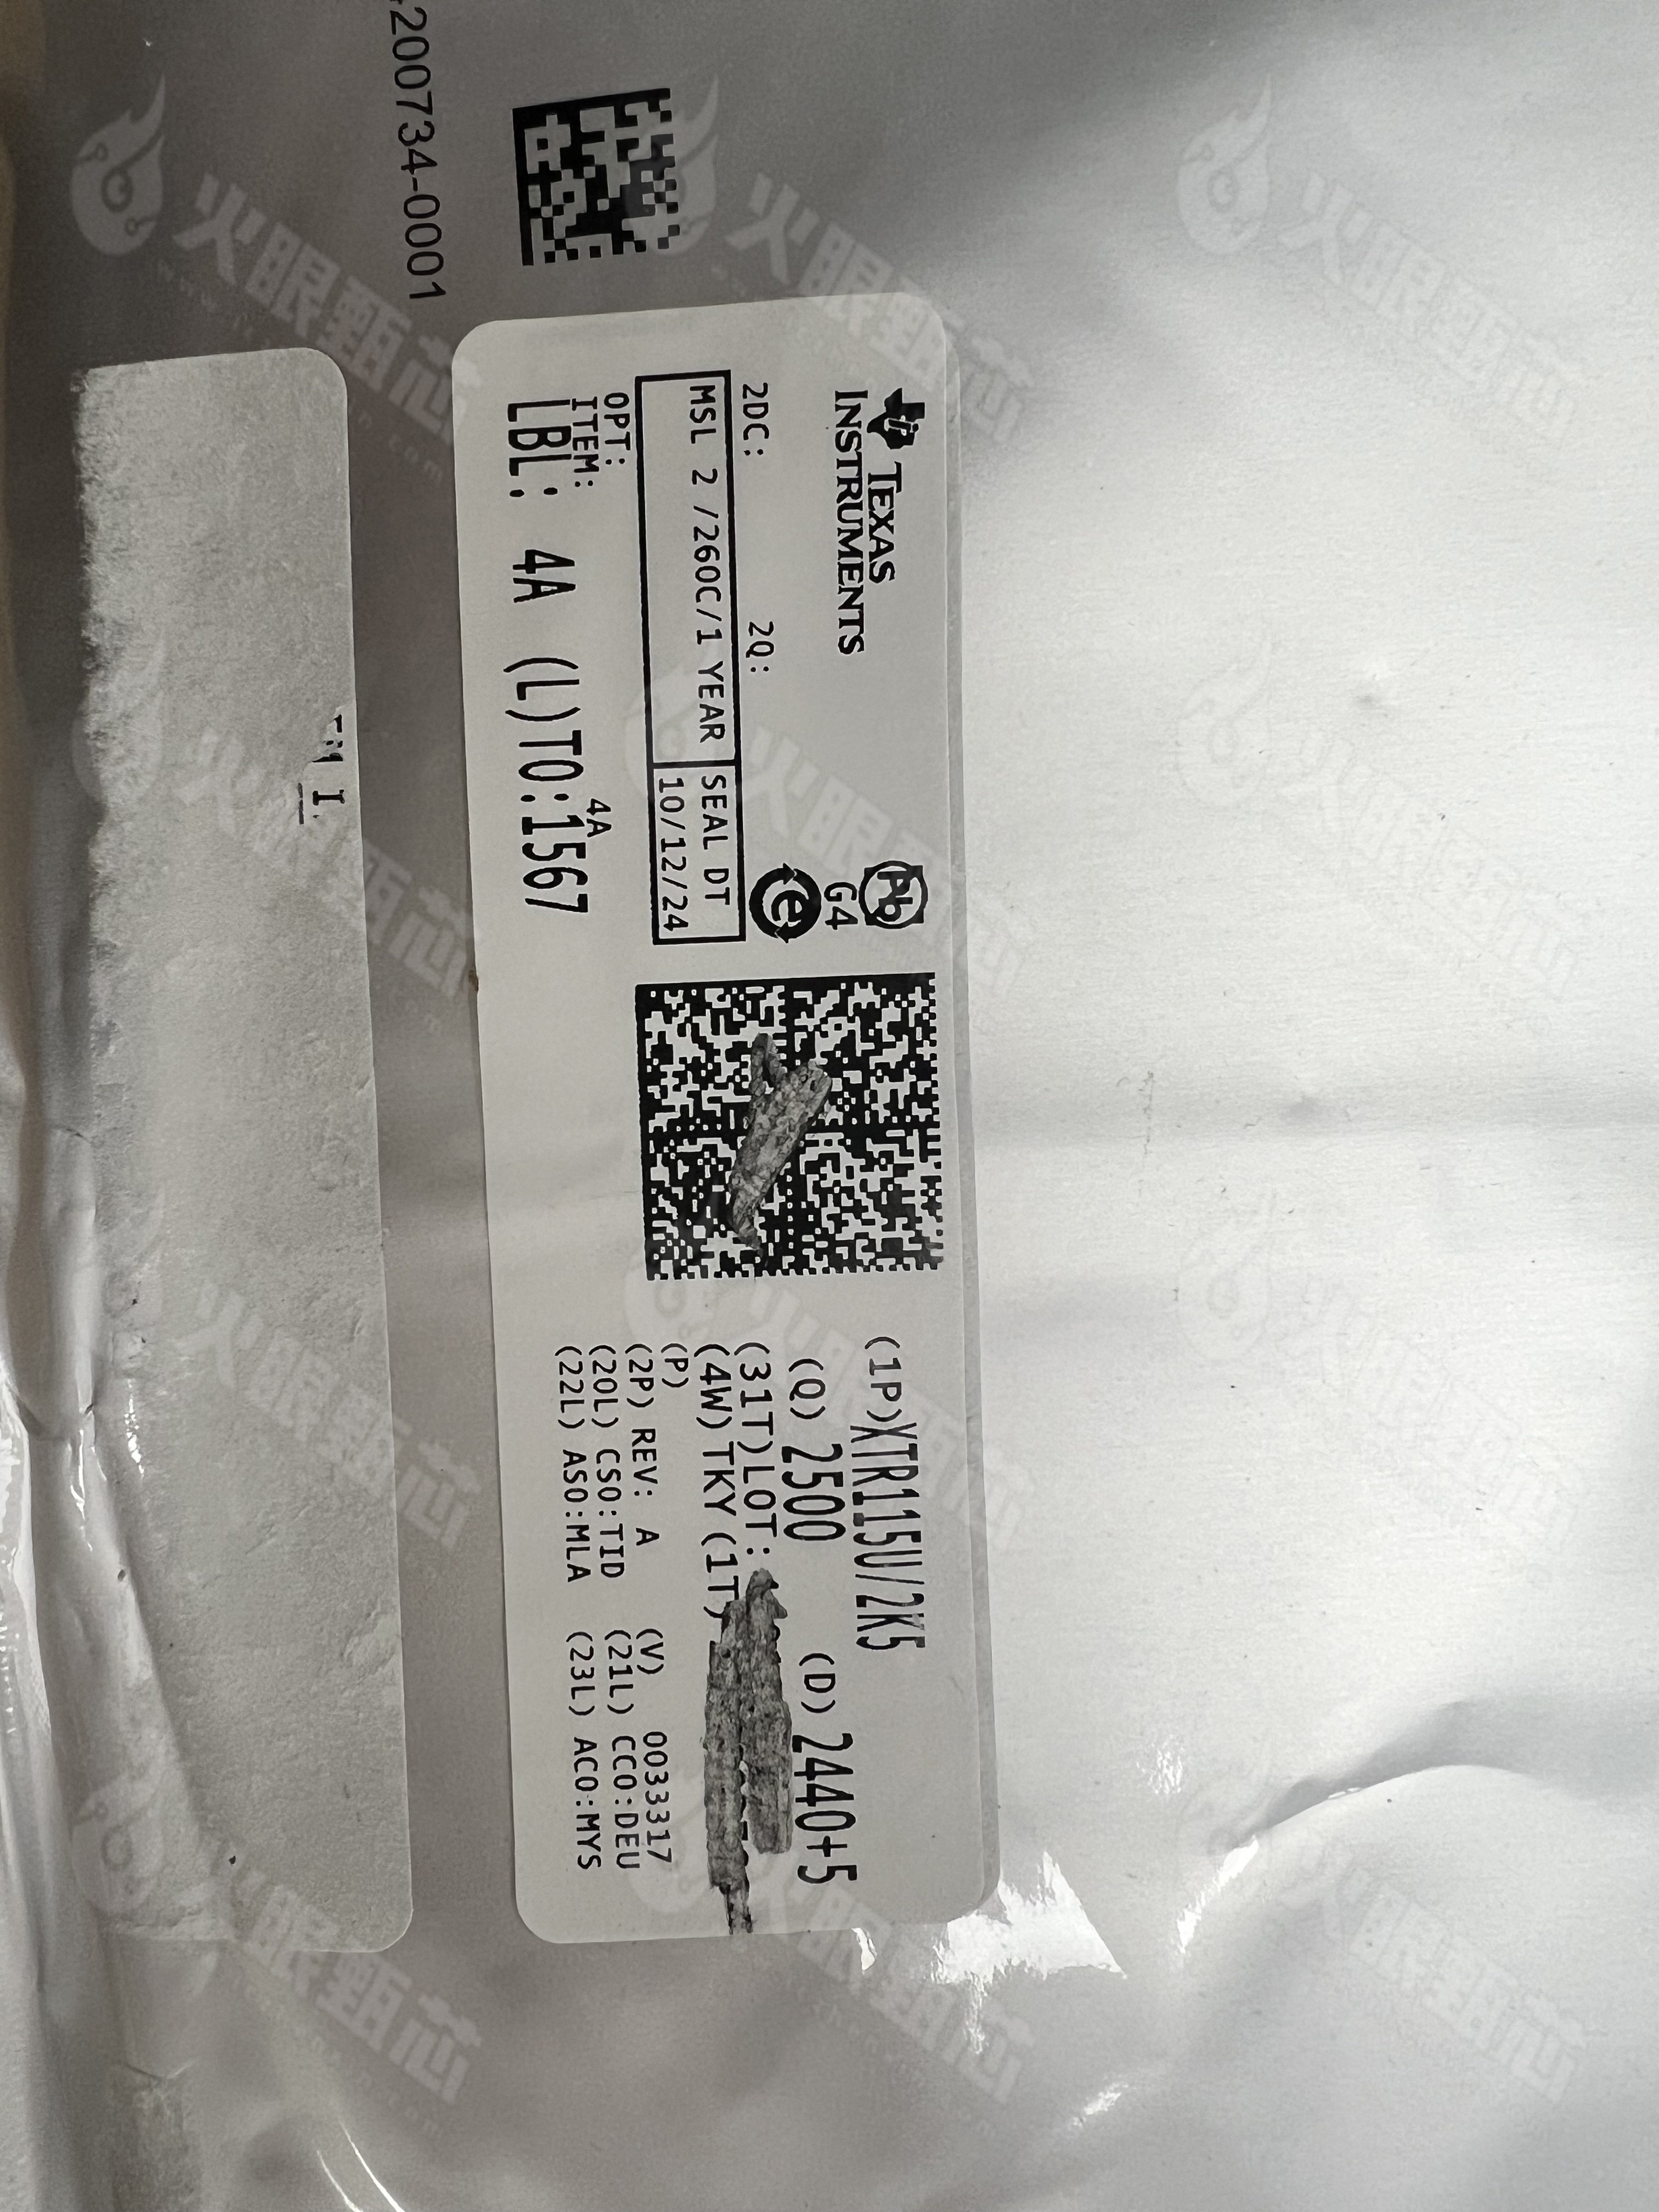 4200734-0001
TEXAS
INSTRUMENTS
Pb
G4
e
2DC: 2Q:
MSL 2 /260C/1 YEAR SEAL DT
10/12/24
OPT:
ITEM: 4A
LBL: 4A (L)TO:1567
(1P)XTR115U/2K5
(Q) 2500 (D) 2440+5
(31T)LOT:
(4W)TKY(1T)
(P)
(2P) REV: A (V) 0033317
(20L) CSO:TID (21L) CCO:DEU
(22L) ASO:MLA (23L) ACO:MYS
火眼甄芯